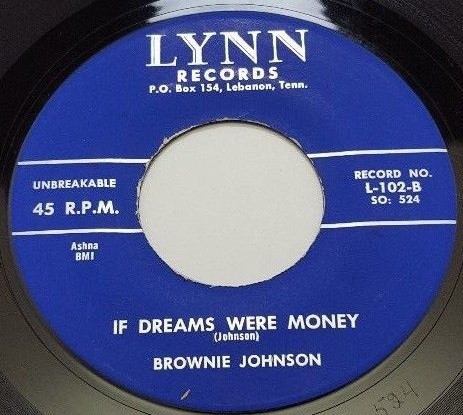 LYNN
RECORDS
P.O. Box 154, Lebanon, Tenn.
UNBREAKABLE
45 R.P.M.
RECORD NO.
L-102-B
SO: 524
Ashna
BMI
IF DREAMS WERE MONEY
(Johnson)
BROWNIE JOHNSON